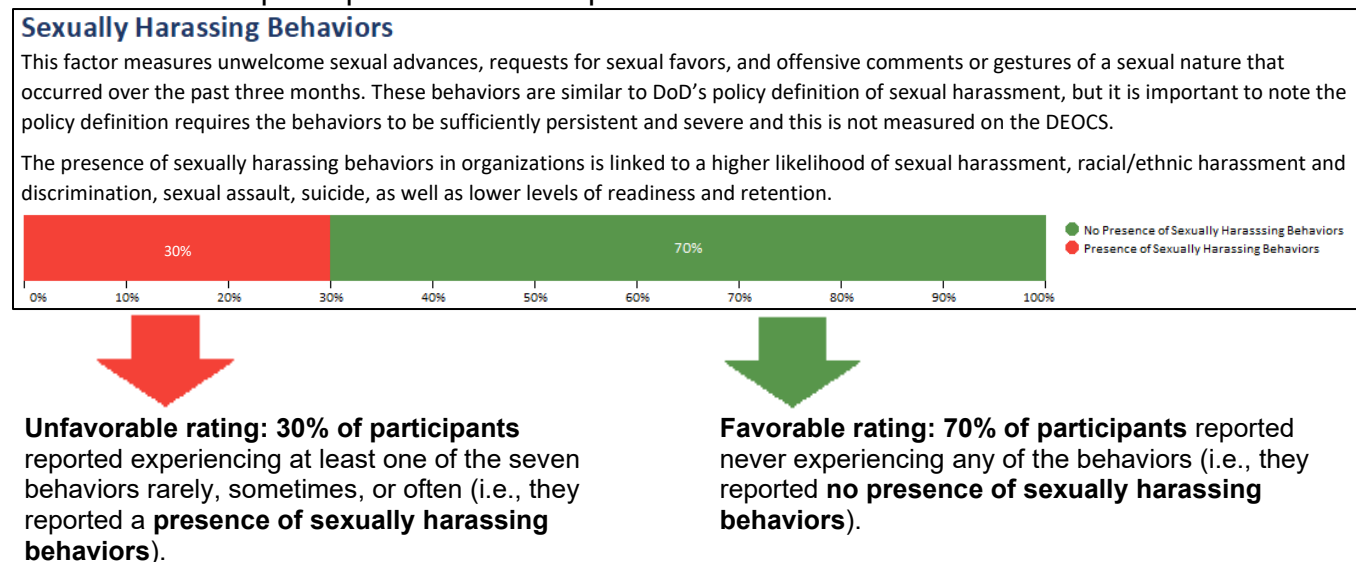 Sexually Harassing Behaviors
This factor measures unwelcome sexual advances, requests for sexual favors, and offensive comments or gestures of a sexual nature that
occurred over the past three months. These behaviors are similar to DoD's policy definition of sexual harassment, but it is important to note the
policy definition requires the behaviors to be sufficiently persistent and severe and this is not measured on the DEOCS.
The presence of sexually harassing behaviors in organizations is linked to a higher likelihood of sexual harassment, racial/ethnic harassment and
discrimination, sexual assault, suicide, as well as lower levels of readiness and retention.
30% 70%
No Presence of Sexually Harasssing Behaviors
Presence of Sexually Harassing Behaviors
0% 10% 20% 30% 40% 50% 60% 70% 80% 90% 100%
Unfavorable rating: 30% of participants
reported experiencing at least one of the seven
behaviors rarely, sometimes, or often (i.e., they
reported a presence of sexually harassing
behaviors).
Favorable rating: 70% of participants reported
never experiencing any of the behaviors (i.e., they
reported no presence of sexually harassing
behaviors).